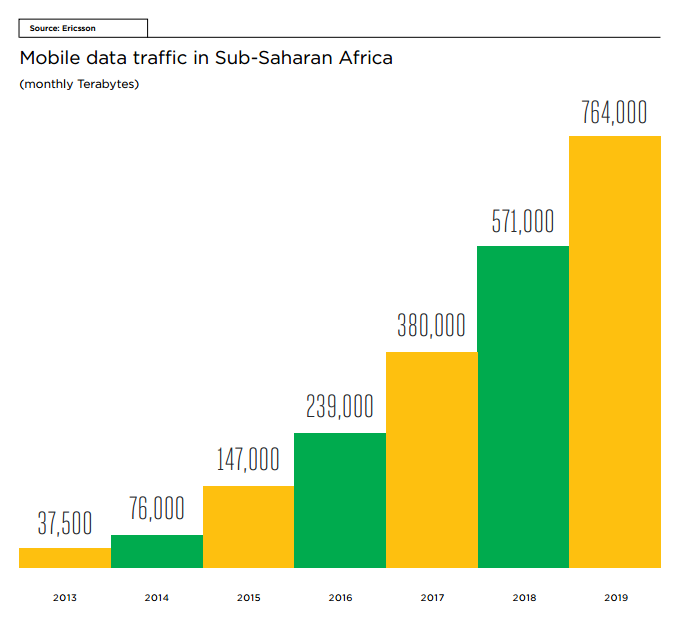 Source: Ericsson
Mobile data traffic in Sub-Saharan Africa
(monthly Terabytes)
764,000
571,000
380,000
239,000
147,000
76,000
37,500
2013 2014 2015 2016 2017 2018 2019